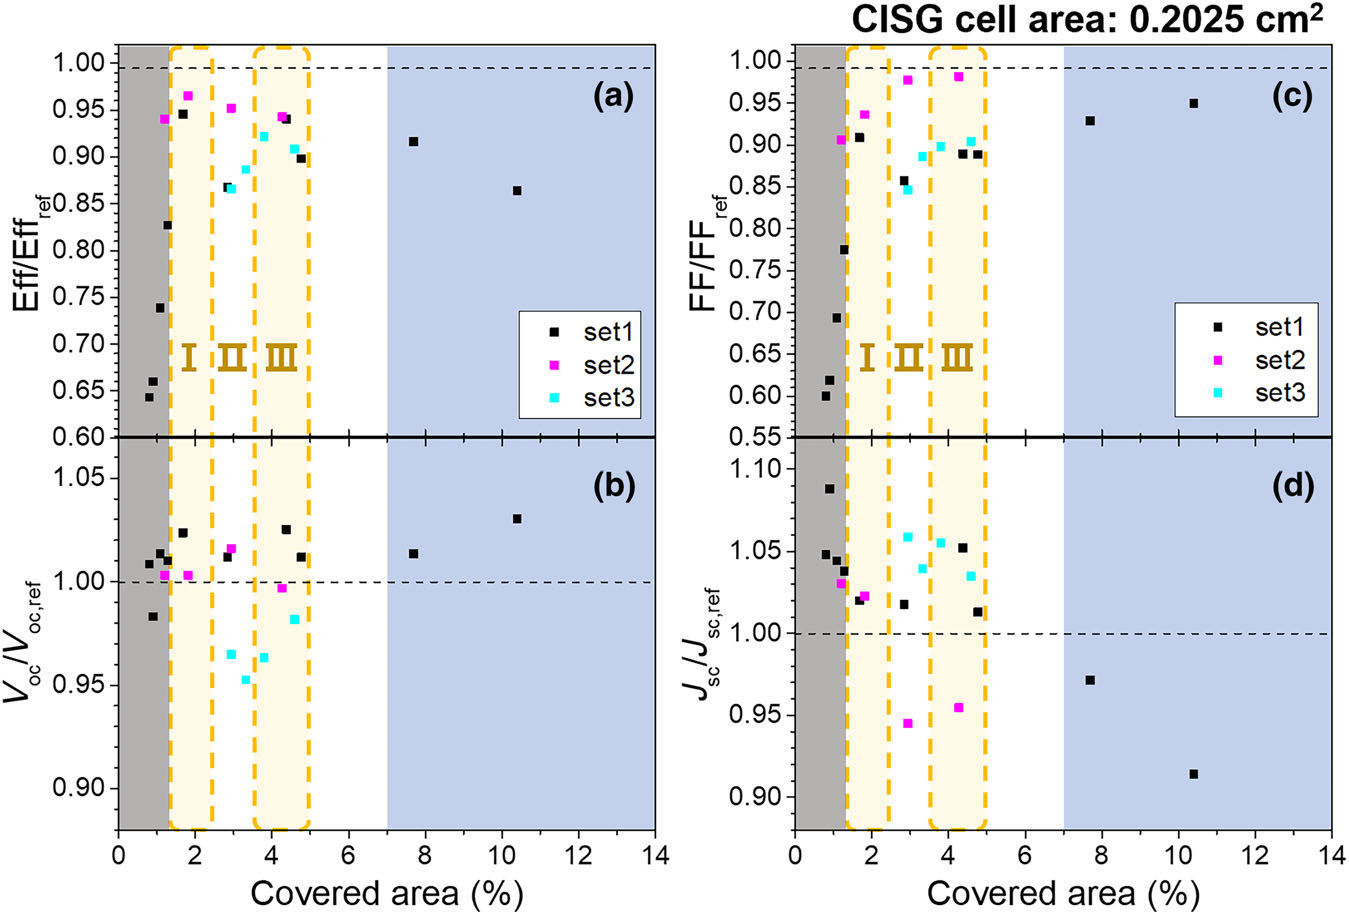 CISG cell area: 0.2025 cm²
1.00
0.95
0.90
0.85
0.80
0.75
0.70
0.65
0.60
Eff/Eff_ref
(a)
I
II
III
set1
set2
set3
1.05
1.00
0.95
0.90
V_oc/V_oc,ref
(b)
0
2
4
6
8
10
12
14
Covered area (%)
1.00
0.95
0.90
0.85
0.80
0.75
0.70
0.65
0.60
0.55
FF/FF_ref
(c)
I
II
III
set1
set2
set3
1.10
1.05
1.00
0.95
0.90
J_sc/J_sc,ref
(d)
0
2
4
6
8
10
12
14
Covered area (%)